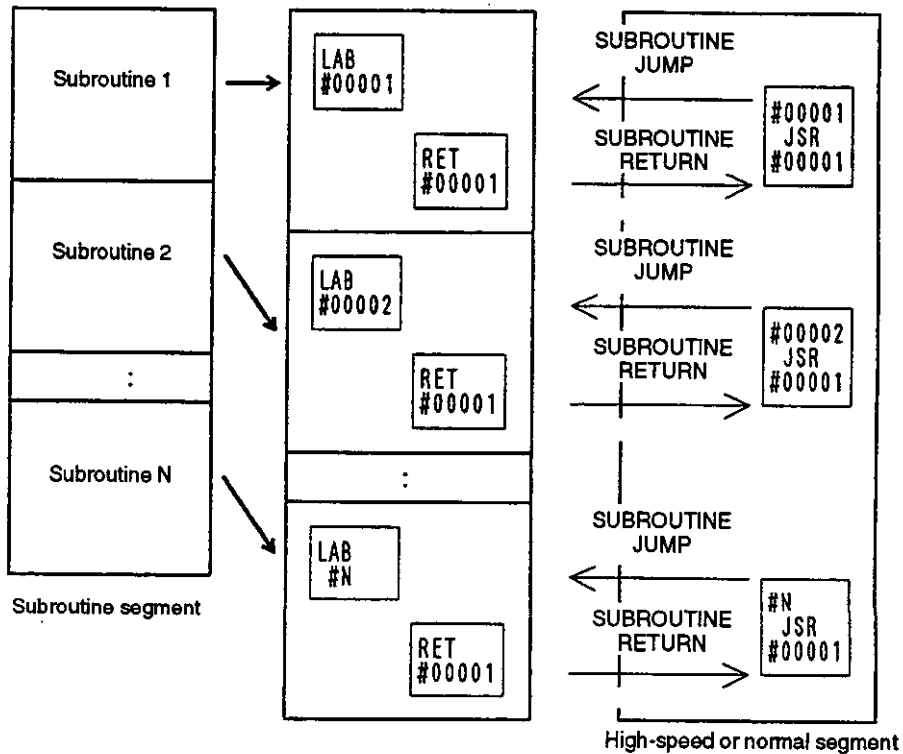 Subroutine 1
Subroutine 2
:
Subroutine N
Subroutine segment
LAB
#00001
RET
#00001
LAB
#00002
RET
#00001
:
LAB
#N
RET
#00001
SUBROUTINE
JUMP
SUBROUTINE
RETURN
#00001
JSR
#00001
SUBROUTINE
JUMP
SUBROUTINE
RETURN
#00002
JSR
#00001
SUBROUTINE
JUMP
SUBROUTINE
RETURN
#N
JSR
#00001
High-speed or normal segment